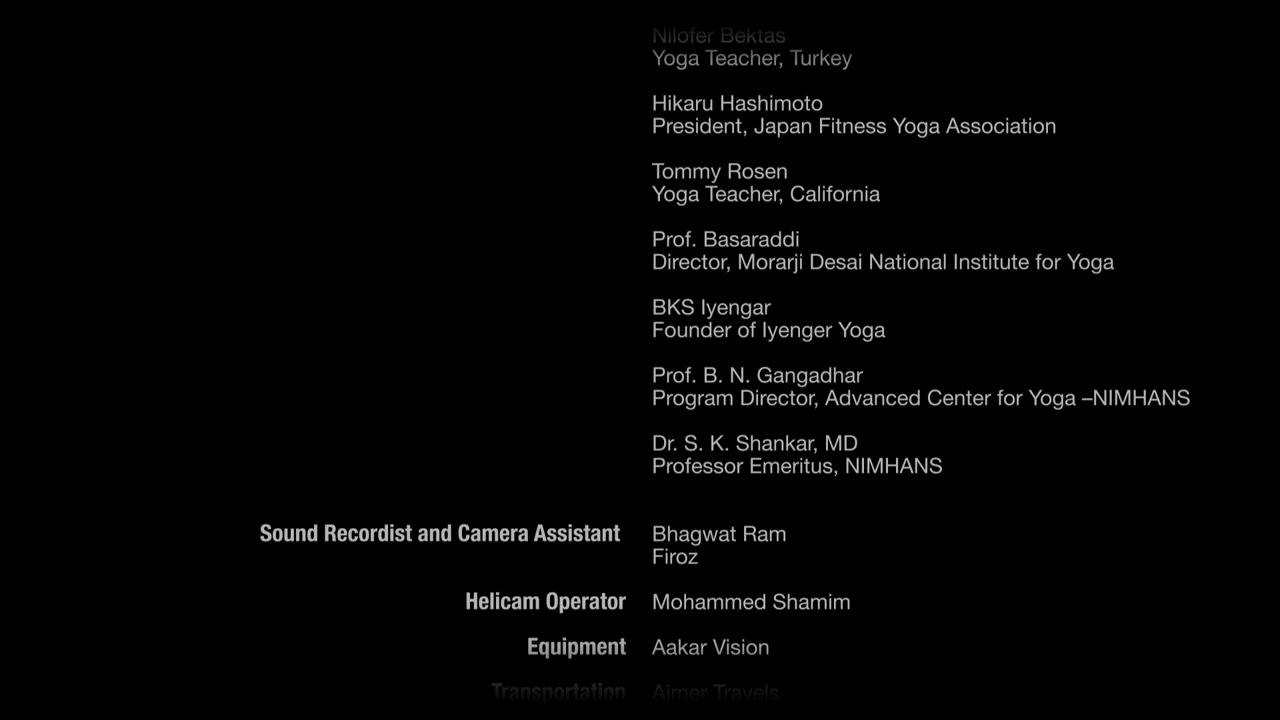 Nilofer Bektas
Yoga Teacher, Turkey
Hikaru Hashimoto
President, Japan Fitness Yoga Association
Tommy Rosen
Yoga Teacher, California
Prof. Basaraddi
Director, Morarji Desai National Institute for Yoga
BKS Iyengar
Founder of Iyenger Yoga
Prof. B. N. Gangadhar
Program Director, Advanced Center for Yoga –NIMHANS
Dr. S. K. Shankar, MD
Professor Emeritus, NIMHANS
Sound Recordist and Camera Assistant Bhagwat Ram
Firoz
Helicam Operator Mohammed Shamim
Equipment Aakar Vision
Transportation Ajmer Travels